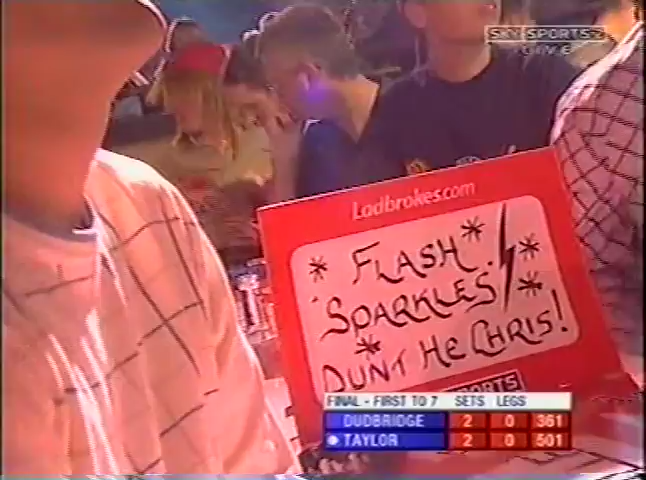 SKY SPORTS
LIVE
Ladbrokes.com
FLASH
SPARKLES
DUNT HE CHRIS!
SPORTS
FINAL - FIRST TO 7 SETS LEGS
DUDBRIDGE 2 0 361
TAYLOR 2 0 501